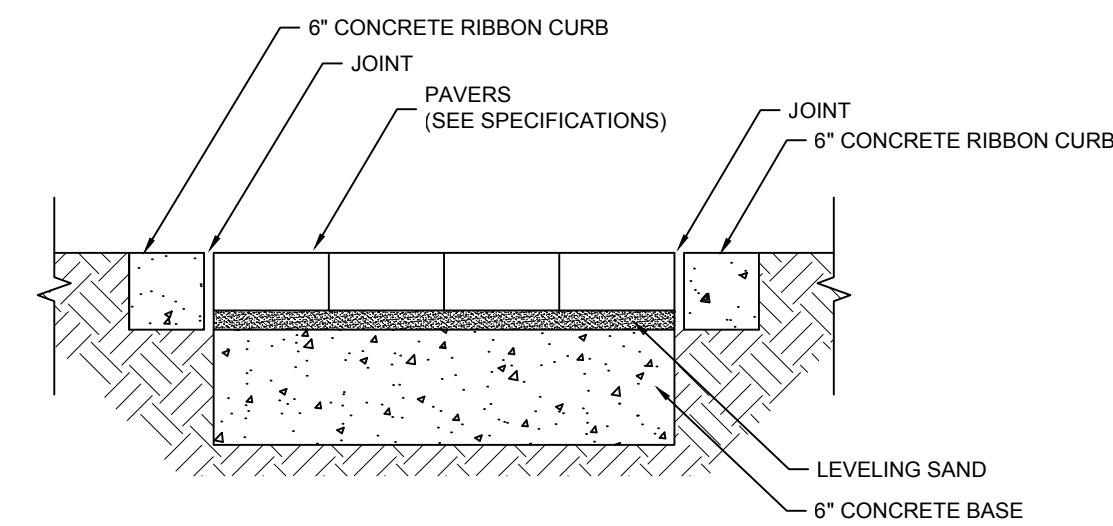 6" CONCRETE RIBBON CURB
JOINT
PAVERS
(SEE SPECIFICATIONS)
JOINT
6" CONCRETE RIBBON CURB
LEVELING SAND
6" CONCRETE BASE